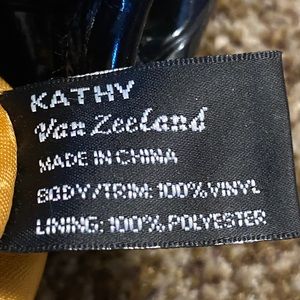 KATHY
Van Zeeland
MADE IN CHINA
BODY/TRIM: 100% VINYL
LINING: 100% POLYESTER